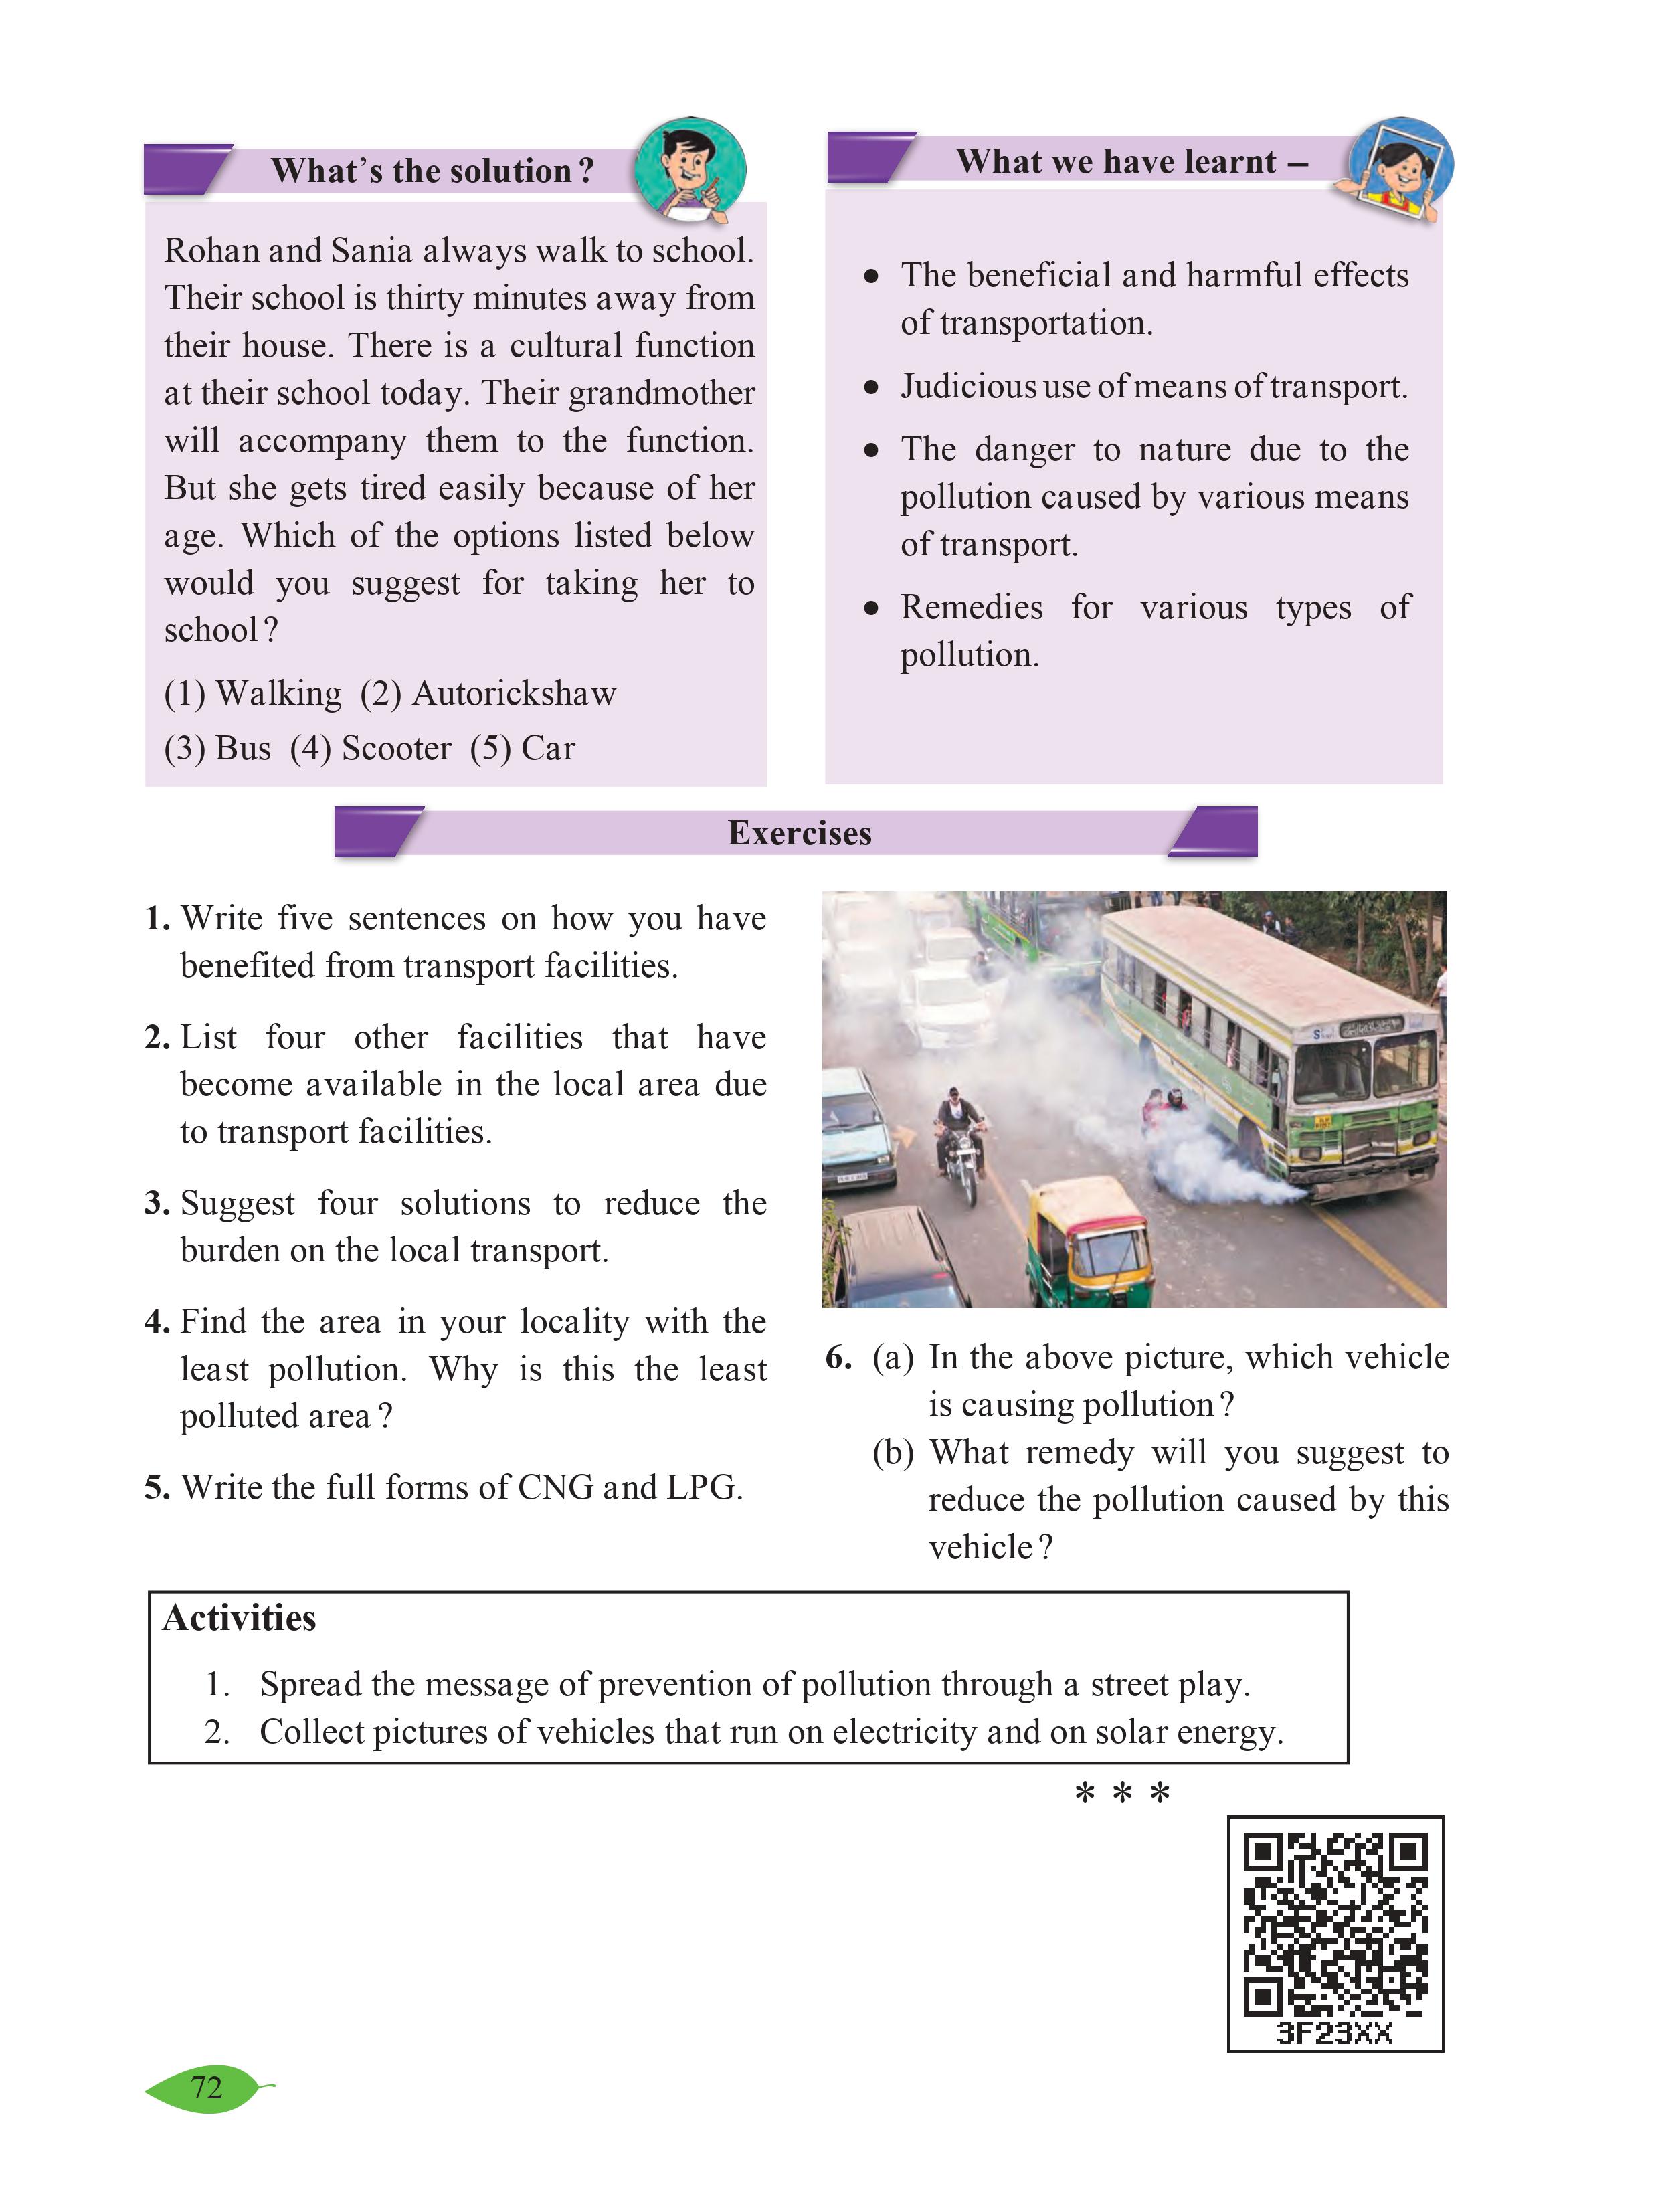 What's the solution?
Rohan and Sania always walk to school.
Their school is thirty minutes away from
their house. There is a cultural function
at their school today. Their grandmother
will accompany them to the function.
But she gets tired easily because of her
age. Which of the options listed below
would you suggest for taking her to
school?
(1) Walking (2) Autorickshaw
(3) Bus (4) Scooter (5) Car
What we have learnt –
• The beneficial and harmful effects
of transportation.
• Judicious use of means of transport.
• The danger to nature due to the
pollution caused by various means
of transport.
• Remedies for various types of
pollution.
Exercises
1. Write five sentences on how you have
benefited from transport facilities.
2. List four other facilities that have
become available in the local area due
to transport facilities.
3. Suggest four solutions to reduce the
burden on the local transport.
4. Find the area in your locality with the
least pollution. Why is this the least
polluted area?
5. Write the full forms of CNG and LPG.
6. (a) In the above picture, which vehicle
is causing pollution?
(b) What remedy will you suggest to
reduce the pollution caused by this
vehicle?
Activities
1. Spread the message of prevention of pollution through a street play.
2. Collect pictures of vehicles that run on electricity and on solar energy.
* * *
3F23XX
72